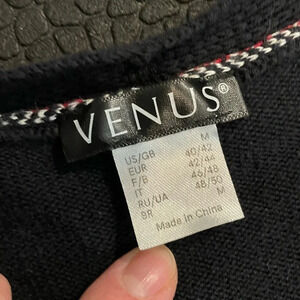 VENUS®
M
US/GB 40/42
EUR 42/44
F/B 46/48
IT 48/50
RU/UA M
BR
Made in China